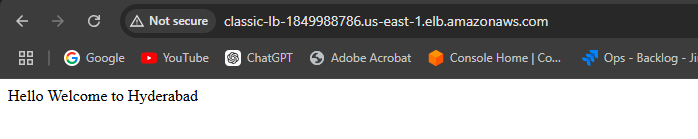 Not secure classic-lb-1849988786.us-east-1.elb.amazonaws.com
Google YouTube ChatGPT Adobe Acrobat Console Home | Co... Ops - Backlog - Ji
Hello Welcome to Hyderabad